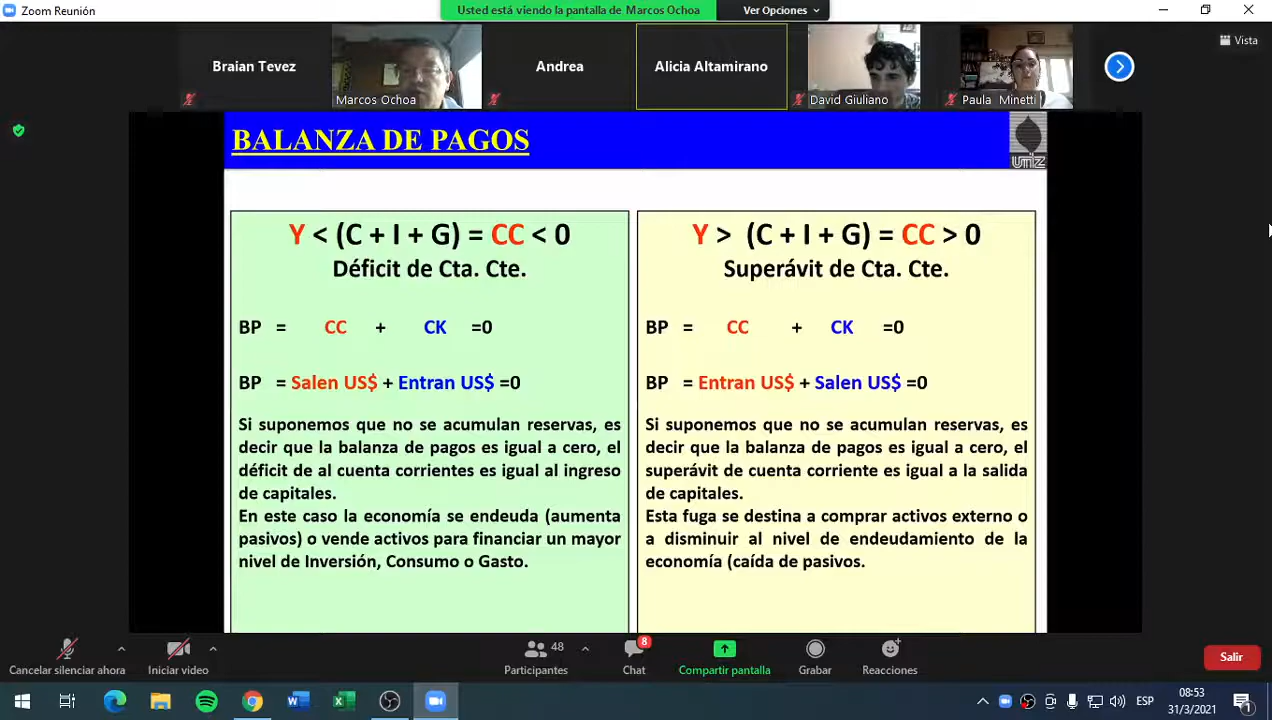 Zoom Reunión
Usted está viendo la pantalla de Marcos Ochoa
Ver Opciones
Vista
Braian Tevez
Marcos Ochoa
Andrea
Alicia Altamirano
David Giuliano
Paula Minetti
BALANZA DE PAGOS
UNLZ
Y < (C + I + G) = CC < 0
Déficit de Cta. Cte.
BP = CC + CK =0
BP = Salen US$ + Entran US$ =0
Si suponemos que no se acumulan reservas, es
decir que la balanza de pagos es igual a cero, el
déficit de al cuenta corrientes es igual al ingreso
de capitales.
En este caso la economía se endeuda (aumenta
pasivos) o vende activos para financiar un mayor
nivel de Inversión, Consumo o Gasto.
Y > (C + I + G) = CC > 0
Superávit de Cta. Cte.
BP = CC + CK =0
BP = Entran US$ + Salen US$ =0
Si suponemos que no se acumulan reservas, es
decir que la balanza de pagos es igual a cero, el
superávit de cuenta corriente es igual a la salida
de capitales.
Esta fuga se destina a comprar activos externo o
a disminuir al nivel de endeudamiento de la
economía (caída de pasivos.
Cancelar silenciar ahora
Iniciar video
48
Participantes
8
Chat
Compartir pantalla
Grabar
Reacciones
Salir
ESP
08:53
31/3/2021
1